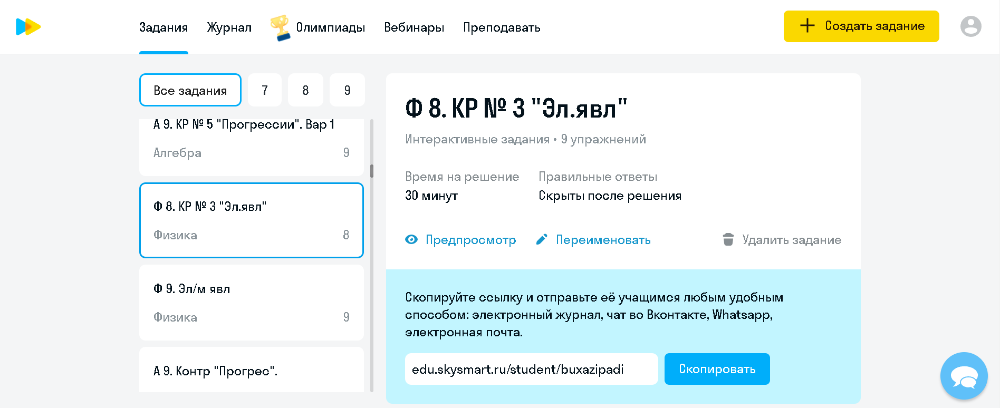 Задания Журнал Олимпиады Вебинары Преподавать Создать задание
Все задания 7 8 9
А 9. КР № 5 "Прогрессии". Вар 1
Алгебра 9
Ф 8. КР № 3 "Эл.явл"
Физика 8
Ф 9. Эл/м явл
Физика 9
А 9. Контр "Прогрес".
Ф 8. КР № 3 "Эл.явл"
Интерактивные задания • 9 упражнений
Время на решение Правильные ответы
30 минут Скрыты после решения
Предпросмотр Переименовать Удалить задание
Скопируйте ссылку и отправьте её учащимся любым удобным
способом: электронный журнал, чат во Вконтакте, Whatsapp,
электронная почта.
edu.skysmart.ru/student/buxazipadi Скопировать